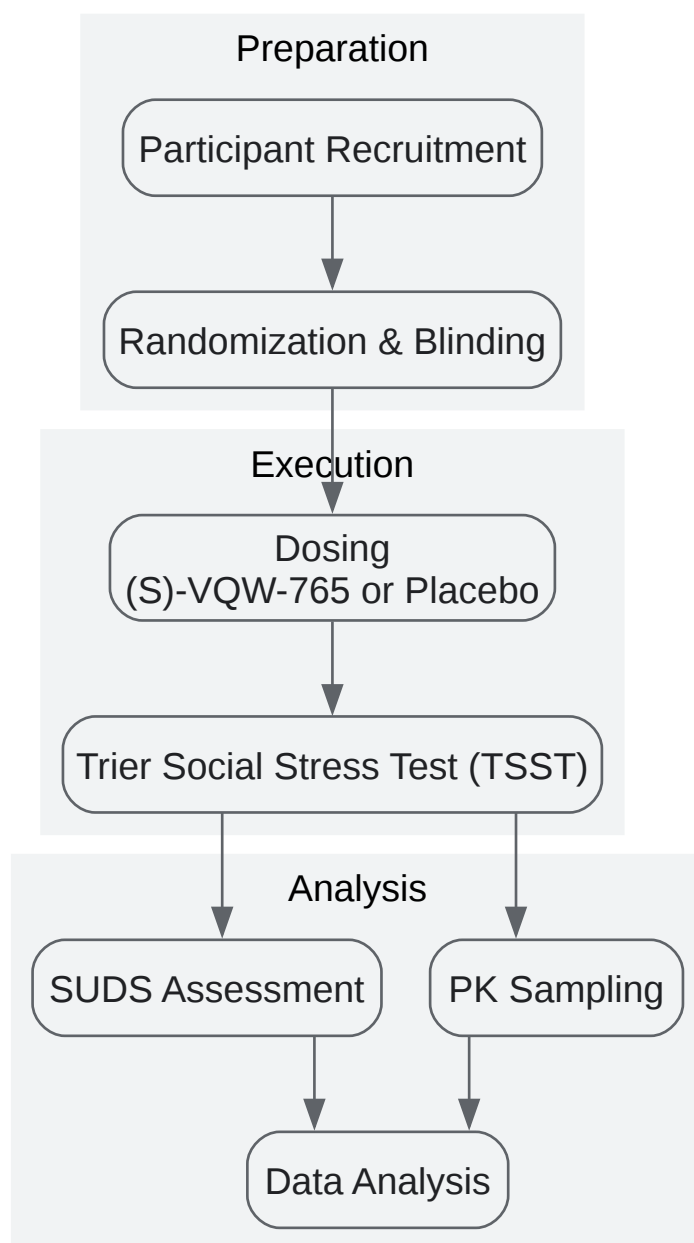 Preparation
Participant Recruitment
Randomization & Blinding
Execution
Dosing
(S)-VQW-765 or Placebo
Trier Social Stress Test (TSST)
Analysis
SUDS Assessment
PK Sampling
Data Analysis